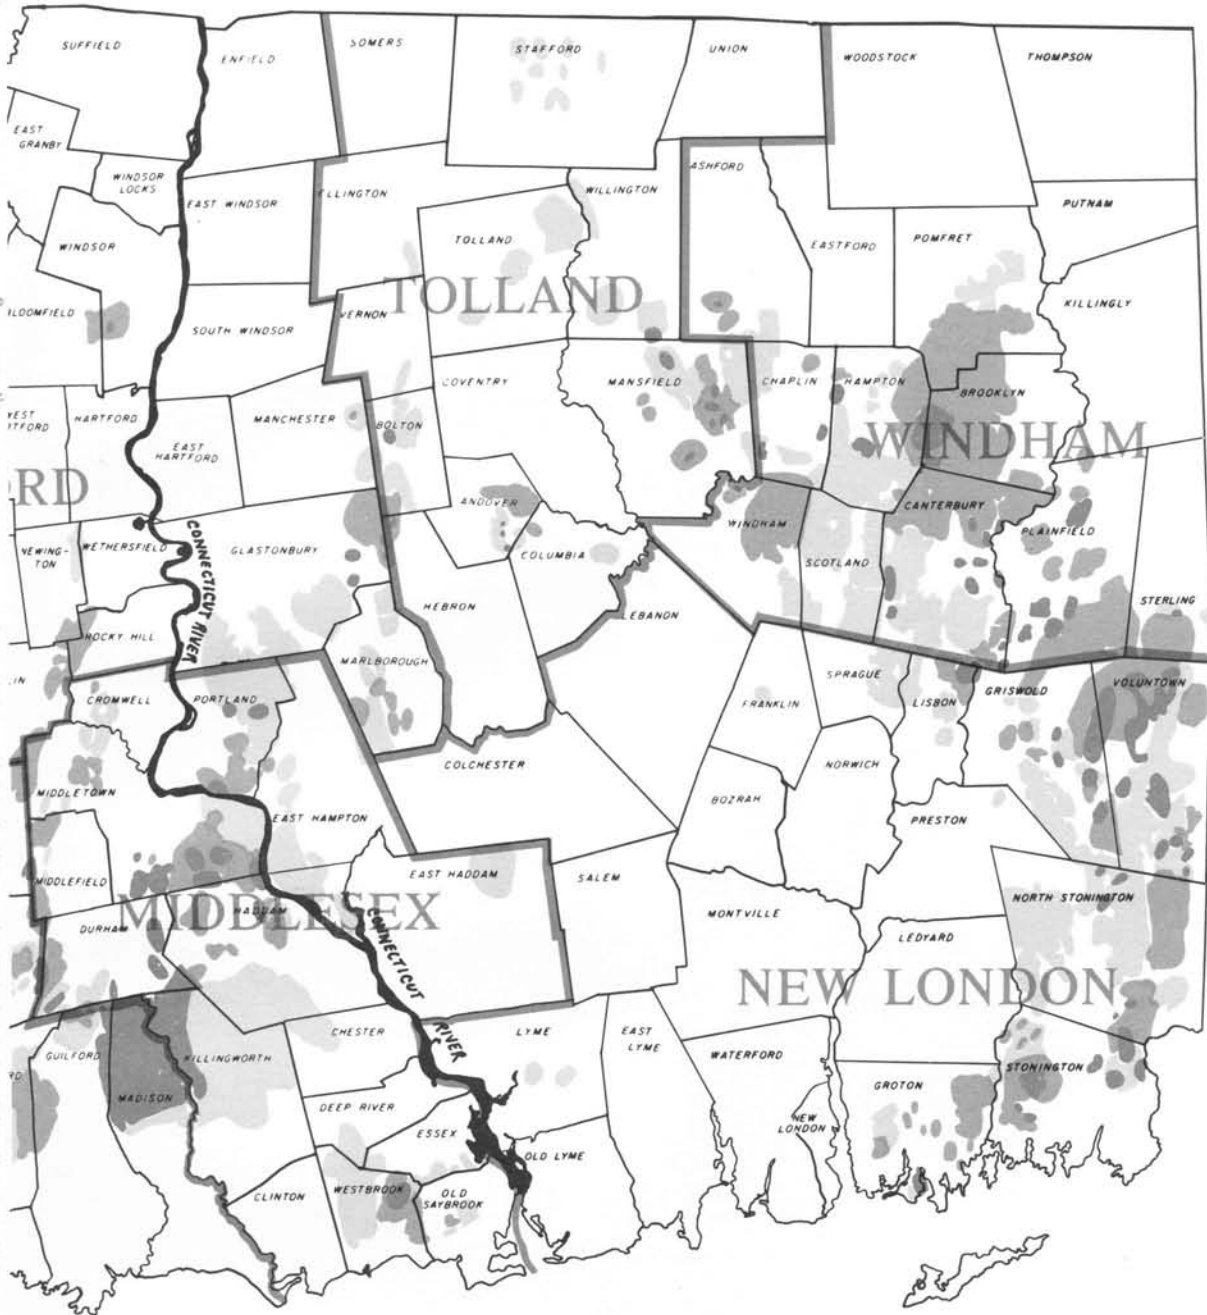 SUFFIELD
ENFIELD
SOMERS
STAFFORD
UNION
WOODSTOCK
THOMPSON
EAST
GRANBY
WINDSOR
LOCKS
EAST WINDSOR
ELLINGTON
WILLINGTON
ASHFORD
PUTNAM
WINDSOR
TOLLAND
EASTFORD
POMFRET
TOLLAND
KILLINGLY
BLOOMFIELD
SOUTH WINDSOR
VERNON
COVENTRY
MANSFIELD
CHAPLIN
HAMPTON
BROOKLYN
HARTFORD
MANCHESTER
BOLTON
EAST
HARTFORD
WINDHAM
RD
ANDOVER
WINDHAM
CANTERBURY
PLAINFIELD
NEWING-
TON
WETHERSFIELD
CONNECTICUT RIVER
GLASTONBURY
COLUMBIA
SCOTLAND
HEBRON
LEBANON
STERLING
ROCKY HILL
MARLBOROUGH
SPRAGUE
LIN
CROMWELL
PORTLAND
FRANKLIN
LISBON
GRISWOLD
VOLUNTOWN
COLCHESTER
NORWICH
MIDDLETOWN
BOZRAH
EAST HAMPTON
PRESTON
MIDDLEFIELD
EAST HADDAM
SALEM
NORTH STONINGTON
MIDDLESEX
HADDAM
DURHAM
CONNECTICUT
RIVER
MONTVILLE
LEDYARD
NEW LONDON
CHESTER
LYME
EAST
LYME
GUILFORD
KILLINGWORTH
WATERFORD
STONINGTON
RD
MADISON
DEEP RIVER
GROTON
ESSEX
NEW
LONDON
OLD LYME
CLINTON
WESTBROOK
OLD
SAYBROOK